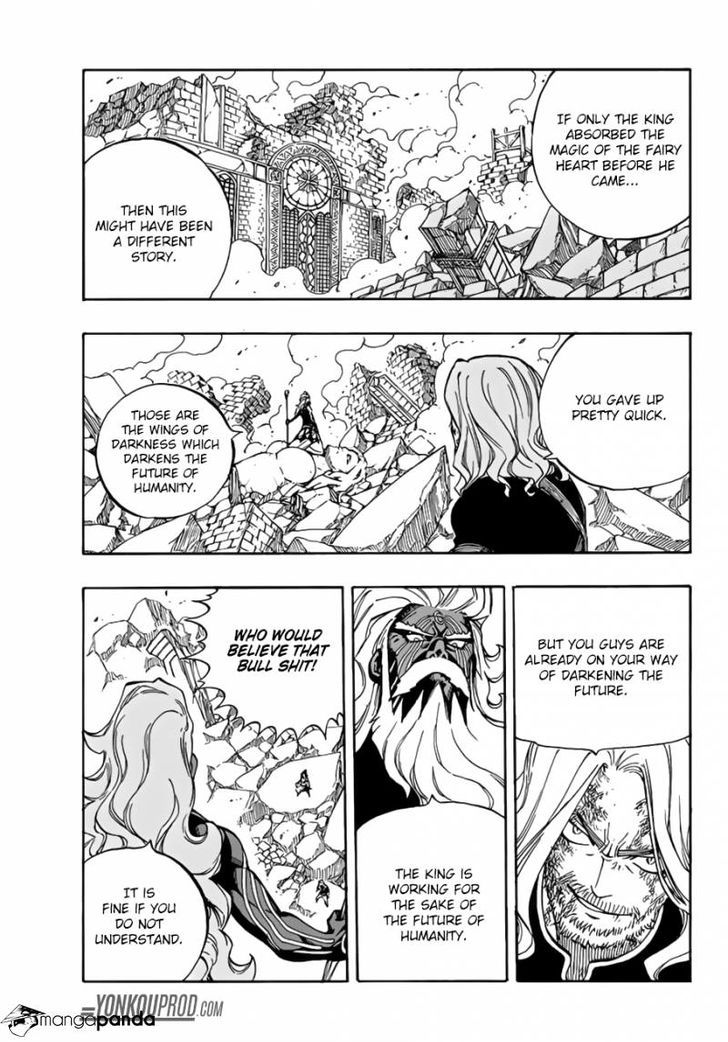 IF ONLY THE KING
ABSORBED THE
MAGIC OF THE FAIRY
HEART BEFORE HE
CAME...
THEN THIS
MIGHT HAVE BEEN
A DIFFERENT
STORY.
YOU GAVE UP
PRETTY QUICK.
THOSE ARE
THE WINGS OF
DARKNESS WHICH
DARKENS THE
FUTURE OF
HUMANITY.
BUT YOU GUYS ARE
ALREADY ON YOUR WAY
OF DARKENING THE
FUTURE.
THE KING IS
WORKING FOR
THE SAKE OF
THE FUTURE OF
HUMANITY.
WHO WOULD
BELIEVE THAT
BULL SHIT!
IT IS
FINE IF YOU
DO NOT
UNDERSTAND.
YONKOUPROD.COM
mangapanda